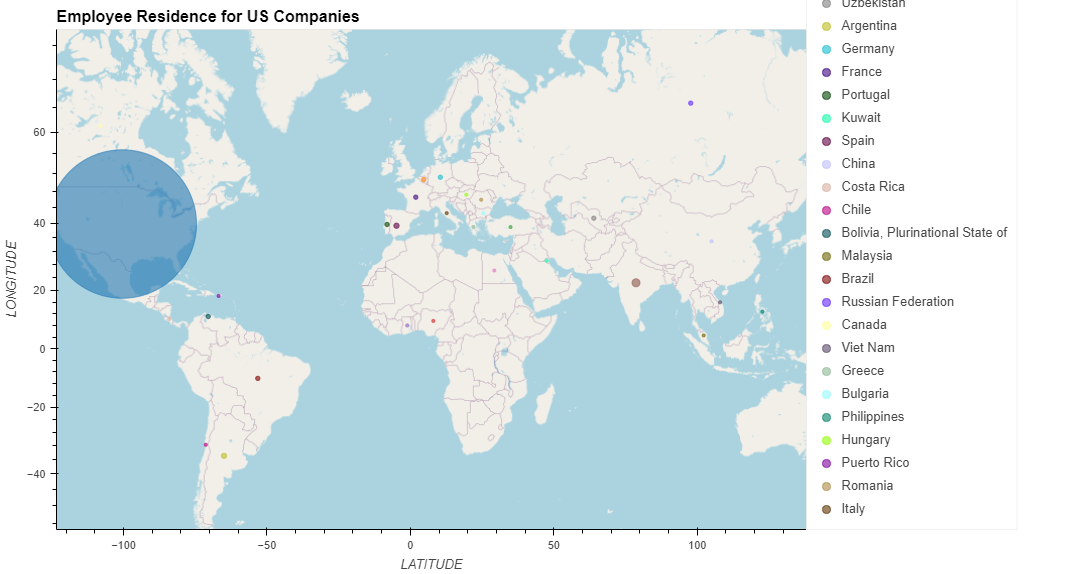 Employee Residence for US Companies
LONGITUDE
60
40
20
0
−20
−40
−100
−50
0
50
100
LATITUDE
Uzbekistan
Argentina
Germany
France
Portugal
Kuwait
Spain
China
Costa Rica
Chile
Bolivia, Plurinational State of
Malaysia
Brazil
Russian Federation
Canada
Viet Nam
Greece
Bulgaria
Philippines
Hungary
Puerto Rico
Romania
Italy